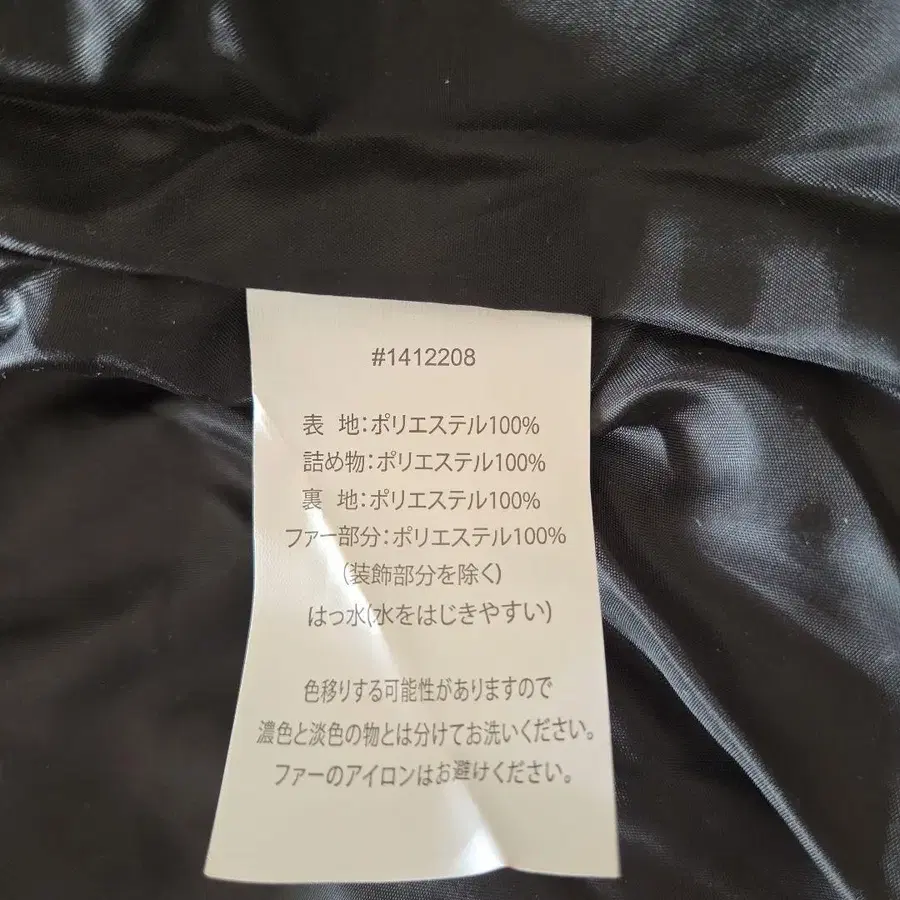 #1412208
表 地:ポリエステル100%
詰め物:ポリエステル100%
裏 地:ポリエステル100%
ファー部分:ポリエステル100%
(装飾部分を除く)
はっ水(水をはじきやすい)
色移りする可能性がありますので
濃色と淡色の物とは分けてお洗いください。
ファーのアイロンはお避けください。